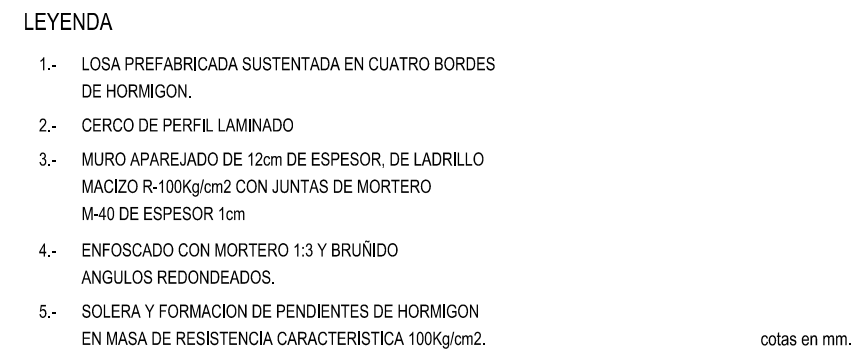 LEYENDA
1.- LOSA PREFABRICADA SUSTENTADA EN CUATRO BORDES
DE HORMIGON.
2.- CERCO DE PERFIL LAMINADO
3.- MURO APAREJADO DE 12cm DE ESPESOR, DE LADRILLO
MACIZO R-100Kg/cm2 CON JUNTAS DE MORTERO
M-40 DE ESPESOR 1cm
4.- ENFOSCADO CON MORTERO 1:3 Y BRUÑIDO
ANGULOS REDONDEADOS.
5.- SOLERA Y FORMACION DE PENDIENTES DE HORMIGON
EN MASA DE RESISTENCIA CARACTERISTICA 100Kg/cm2.
cotas en mm.